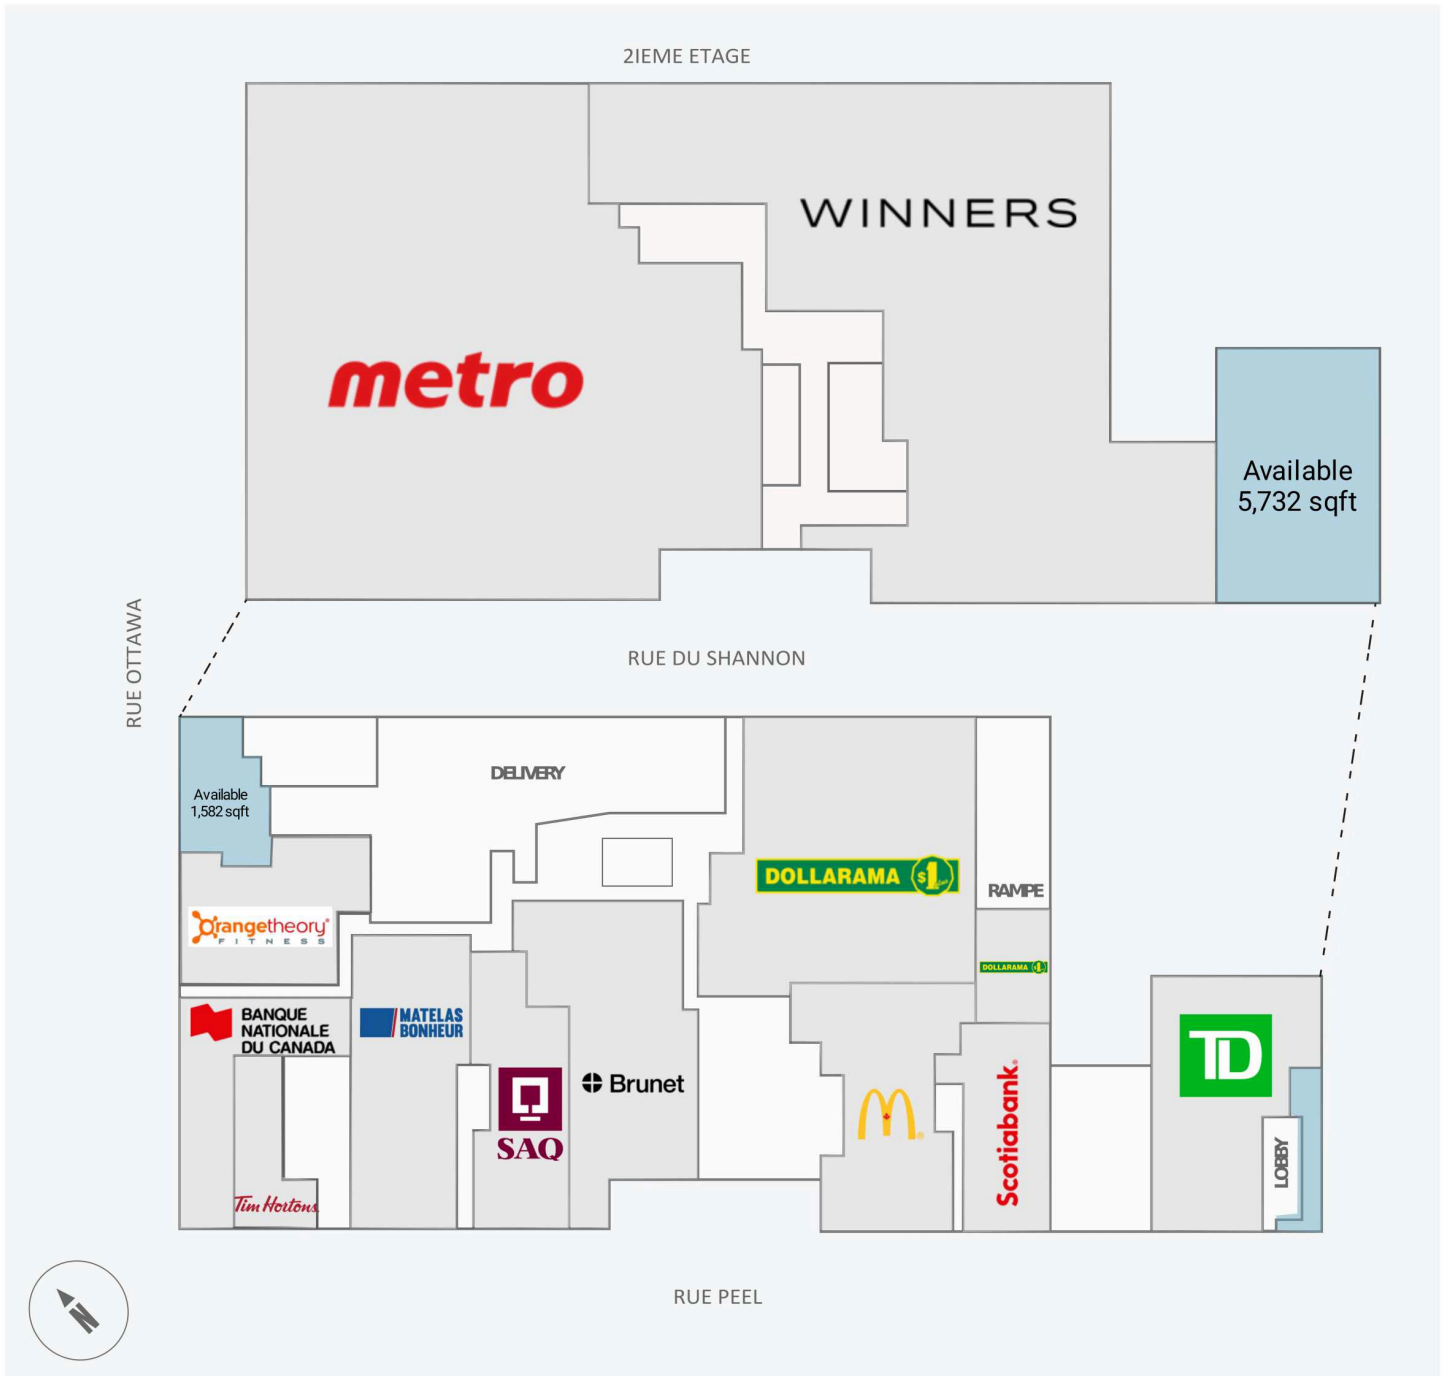 2IEME ETAGE
WINNERS
metro
Available
5,732 sqft
RUE OTTAWA
RUE DU SHANNON
DELIVERY
Available
1,582 sqft
DOLLARAMA $1
RAMPE
Orangetheory®
FITNESS
DOLLARAMA $1
BANQUE
NATIONALE
DU CANADA
MATELAS
BONHEUR
TD
Brunet
SAQ
Scotiabank®
LOBBY
Tim Hortons
RUE PEEL
N